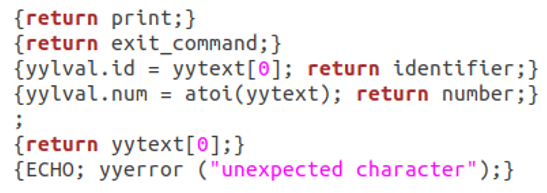 {return print;}
{return exit_command;}
{yylval.id = yytext[0]; return identifier;}
{yylval.num = atoi(yytext); return number;}
;
{return yytext[0];}
{ECHO; yyerror ("unexpected character");}